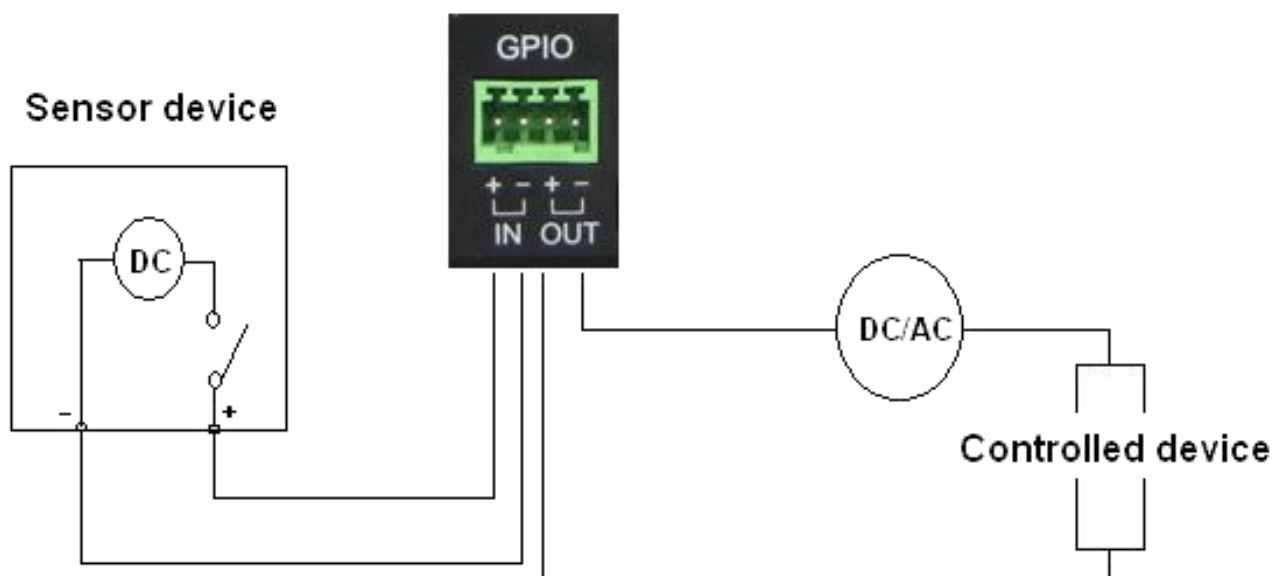 GPIO
Sensor device
+ - + -
IN OUT
DC
DC/AC
- +
Controlled device